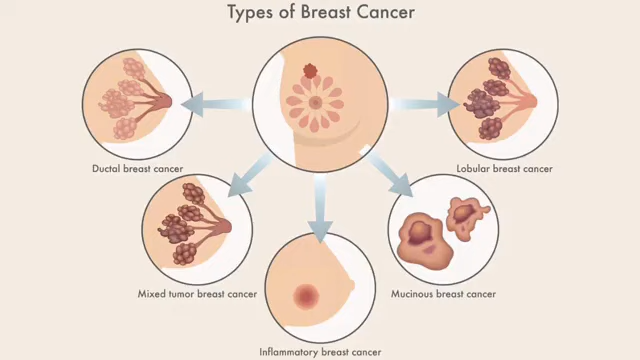 Types of Breast Cancer
Ductal breast cancer
Lobular breast cancer
Mixed tumor breast cancer
Mucinous breast cancer
Inflammatory breast cancer